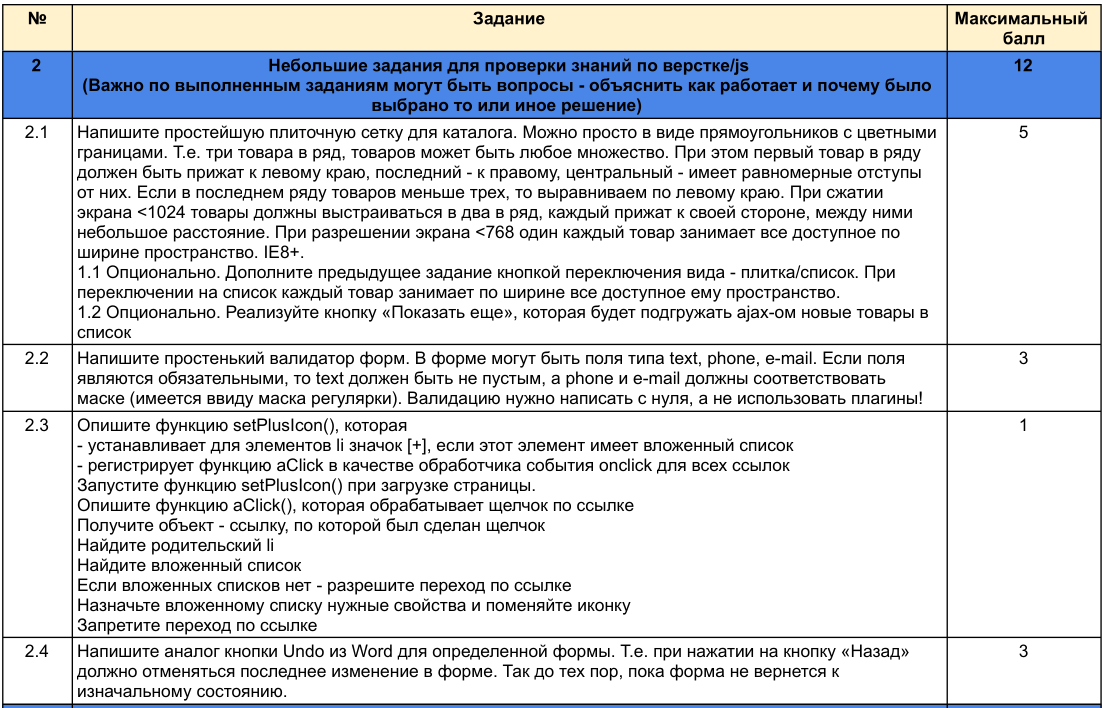 № Задание Максимальный
балл
2 Небольшие задания для проверки знаний по верстке/js 12
(Важно по выполненным заданиям могут быть вопросы - объяснить как работает и почему было
выбрано то или иное решение)
2.1 Напишите простейшую плиточную сетку для каталога. Можно просто в виде прямоугольников с цветными 5
границами. Т.е. три товара в ряд, товаров может быть любое множество. При этом первый товар в ряду
должен быть прижат к левому краю, последний - к правому, центральный - имеет равномерные отступы
от них. Если в последнем ряду товаров меньше трех, то выравниваем по левому краю. При сжатии
экрана <1024 товары должны выстраиваться в два в ряд, каждый прижат к своей стороне, между ними
небольшое расстояние. При разрешении экрана <768 один каждый товар занимает все доступное по
ширине пространство. IE8+.
1.1 Опционально. Дополните предыдущее задание кнопкой переключения вида - плитка/список. При
переключении на список каждый товар занимает по ширине все доступное ему пространство.
1.2 Опционально. Реализуйте кнопку «Показать еще», которая будет подгружать ajax-ом новые товары в
список
2.2 Напишите простенький валидатор форм. В форме могут быть поля типа text, phone, e-mail. Если поля 3
являются обязательными, то text должен быть не пустым, а phone и e-mail должны соответствовать
маске (имеется ввиду маска регулярки). Валидацию нужно написать с нуля, а не использовать плагины!
2.3 Опишите функцию setPlusIcon(), которая 1
- устанавливает для элементов li значок [+], если этот элемент имеет вложенный список
- регистрирует функцию aClick в качестве обработчика события onclick для всех ссылок
Запустите функцию setPlusIcon() при загрузке страницы.
Опишите функцию aClick(), которая обрабатывает щелчок по ссылке
Получите объект - ссылку, по которой был сделан щелчок
Найдите родительский li
Найдите вложенный список
Если вложенных списков нет - разрешите переход по ссылке
Назначьте вложенному списку нужные свойства и поменяйте иконку
Запретите переход по ссылке
2.4 Напишите аналог кнопки Undo из Word для определенной формы. Т.е. при нажатии на кнопку «Назад» 3
должно отменяться последнее изменение в форме. Так до тех пор, пока форма не вернется к
изначальному состоянию.